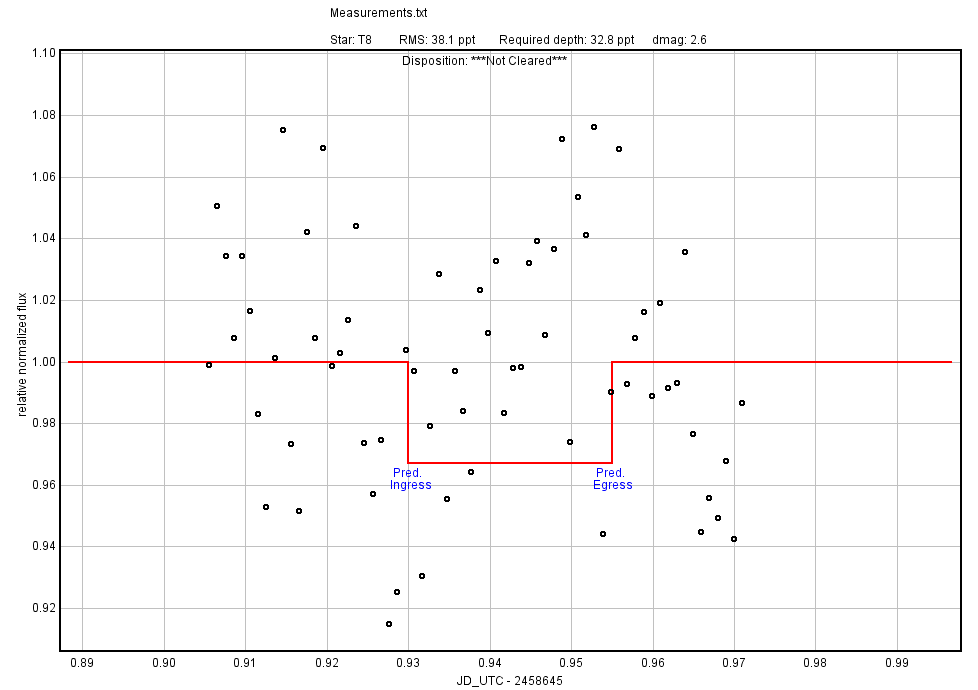 Measurements.txt
Star: T8 RMS: 38.1 ppt Required depth: 32.8 ppt dmag: 2.6
Disposition: ***Not Cleared***
1.10
1.08
1.06
1.04
1.02
1.00
0.98
0.96
0.94
0.92
relative normalized flux
Pred.
Ingress
Pred.
Egress
0.89 0.90 0.91 0.92 0.93 0.94 0.95 0.96 0.97 0.98 0.99
JD_UTC - 2458645